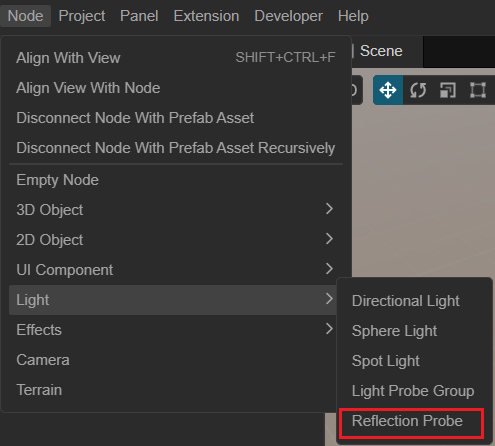 Node Project Panel Extension Developer Help
Scene
Align With View SHIFT+CTRL+F
Align View With Node
Disconnect Node With Prefab Asset
Disconnect Node With Prefab Asset Recursively
Empty Node
3D Object
2D Object
UI Component
Light
Effects
Camera
Terrain
Directional Light
Sphere Light
Spot Light
Light Probe Group
Reflection Probe